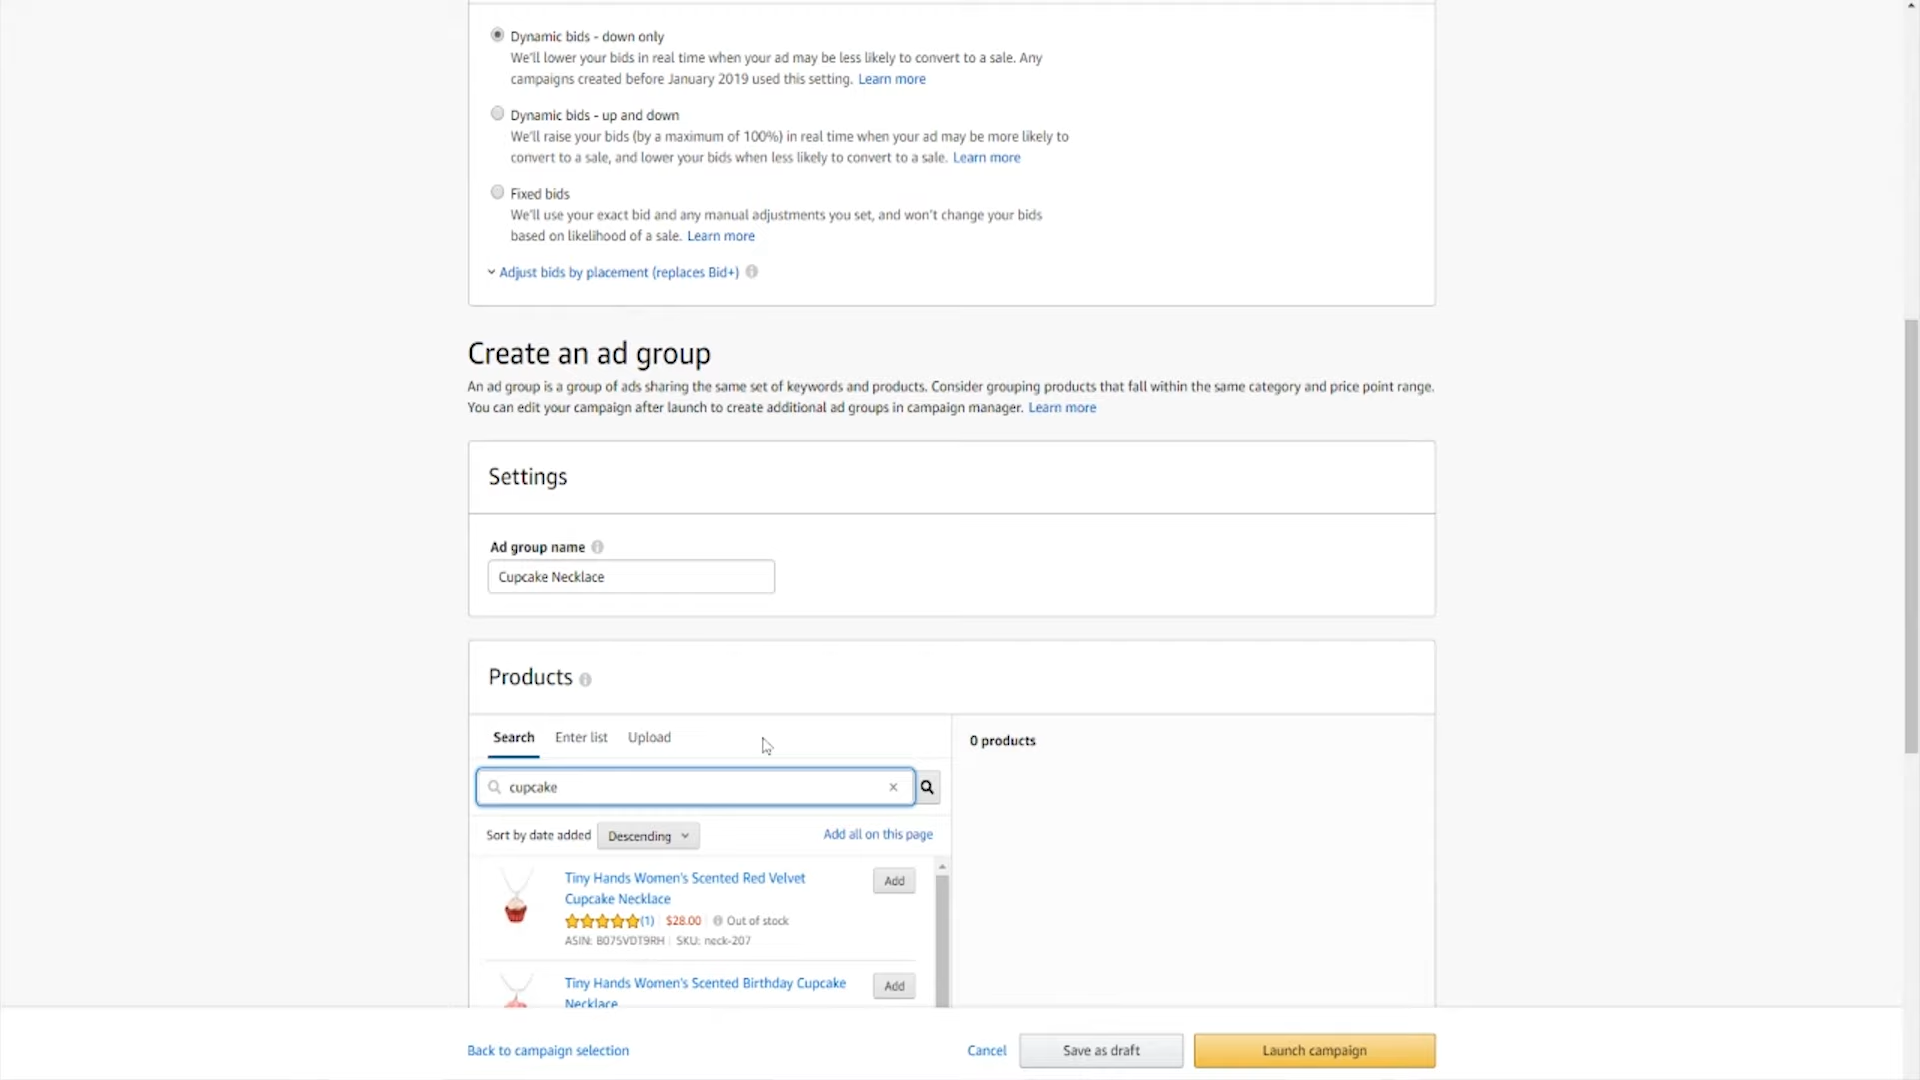 Dynamic bids - down only
We'll lower your bids in real time when your ad may be less likely to convert to a sale. Any
campaigns created before January 2019 used this setting. Learn more
Dynamic bids - up and down
We'll raise your bids (by a maximum of 100%) in real time when your ad may be more likely to
convert to a sale, and lower your bids when less likely to convert to a sale. Learn more
Fixed bids
We'll use your exact bid and any manual adjustments you set, and won't change your bids
based on likelihood of a sale. Learn more
Adjust bids by placement (replaces Bid+)
Create an ad group
An ad group is a group of ads sharing the same set of keywords and products. Consider grouping products that fall within the same category and price point range.
You can edit your campaign after launch to create additional ad groups in campaign manager. Learn more
Settings
Ad group name
Cupcake Necklace
Products
Search Enter list Upload
0 products
cupcake
Sort by date added Descending Add all on this page
Tiny Hands Women's Scented Red Velvet Add
Cupcake Necklace
(1) $28.00 Out of stock
ASIN: B075VDT9RH SKU: neck-207
Tiny Hands Women's Scented Birthday Cupcake Add
Necklace
Back to campaign selection Cancel Save as draft Launch campaign